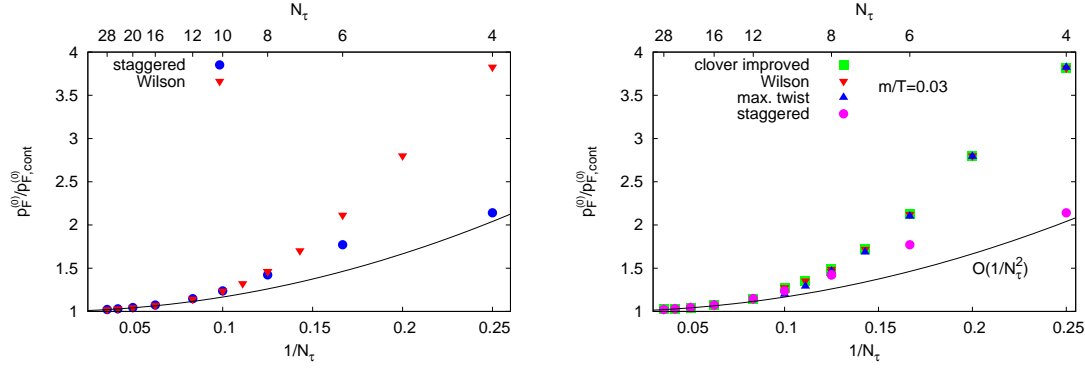 N_τ
28 20 16 12 10 8 6 4
4
3.5
3
2.5
2
1.5
1
staggered
Wilson
p_F^(0)/p_F,cont^(0)
0.05 0.1 0.15 0.2 0.25
1/N_τ
N_τ
28 20 16 12 10 8 6 4
4
3.5
3
2.5
2
1.5
1
clover improved
Wilson
max. twist
staggered
m/T=0.03
O(1/N_τ^2)
p_F^(0)/p_F,cont^(0)
0.05 0.1 0.15 0.2 0.25
1/N_τ